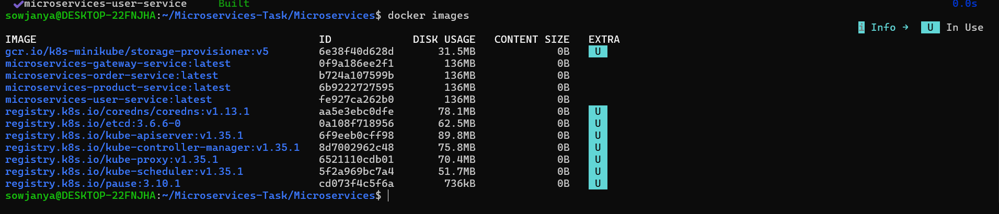 ✔microservices-user-service     Built     0.0s
sowjanya@DESKTOP-22FNJHA:~/Microservices-Task/Microservices$ docker images
i Info →   U  In Use
IMAGE   ID   DISK USAGE   CONTENT SIZE   EXTRA
gcr.io/k8s-minikube/storage-provisioner:v5   6e38f40d628d   31.5MB   0B   U
microservices-gateway-service:latest   0f9a186ee2f1   136MB   0B
microservices-order-service:latest   b724a107599b   136MB   0B
microservices-product-service:latest   6b9222727595   136MB   0B
microservices-user-service:latest   fe927ca262b0   136MB   0B
registry.k8s.io/coredns/coredns:v1.13.1   aa5e3ebc0dfe   78.1MB   0B   U
registry.k8s.io/etcd:3.6.6-0   0a108f718956   62.5MB   0B   U
registry.k8s.io/kube-apiserver:v1.35.1   6f9eeb0cff98   89.8MB   0B   U
registry.k8s.io/kube-controller-manager:v1.35.1   8d7002962c48   75.8MB   0B   U
registry.k8s.io/kube-proxy:v1.35.1   6521110cdb01   70.4MB   0B   U
registry.k8s.io/kube-scheduler:v1.35.1   5f2a969bc7a4   51.7MB   0B   U
registry.k8s.io/pause:3.10.1   cd073f4c5f6a   736kB   0B   U
sowjanya@DESKTOP-22FNJHA:~/Microservices-Task/Microservices$